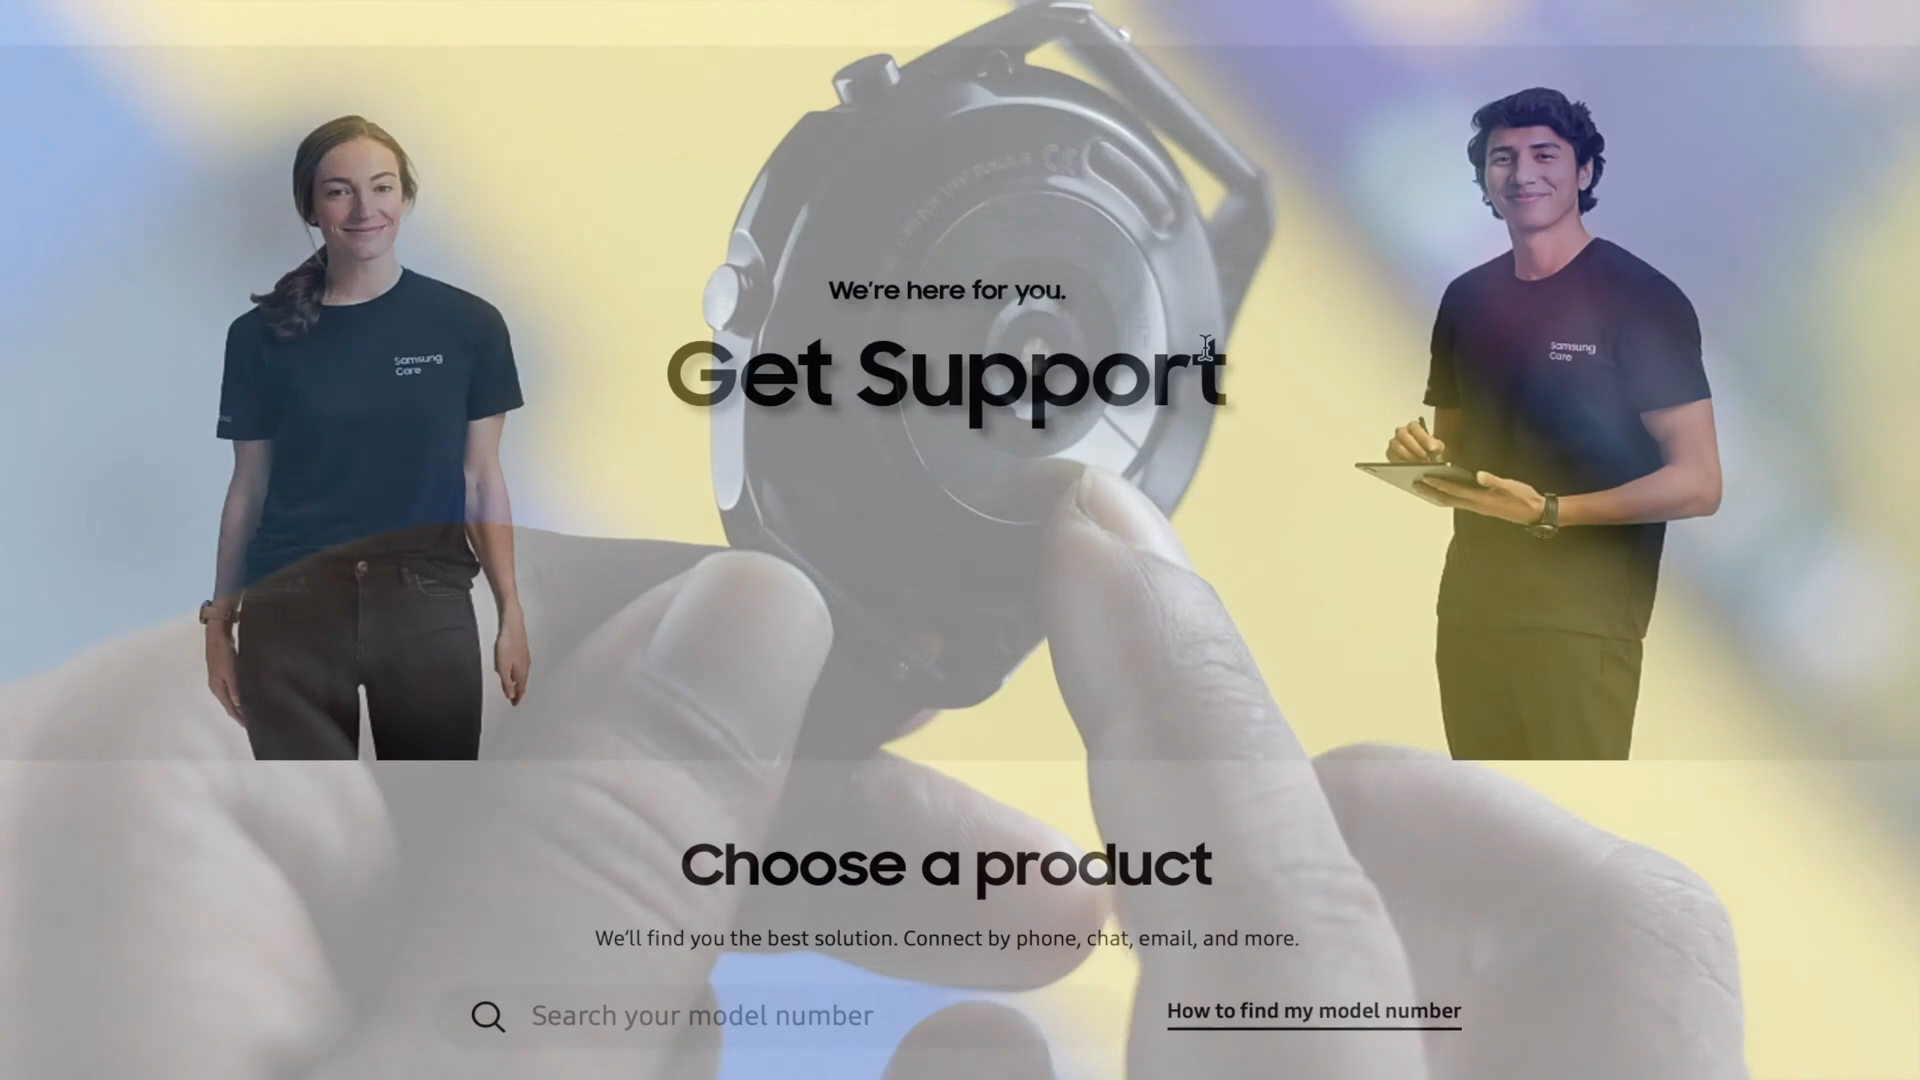 We're here for you.
Get Support
Samsung
Care
Samsung
Care
Choose a product
We'll find you the best solution. Connect by phone, chat, email, and more.
Search your model number
How to find my model number